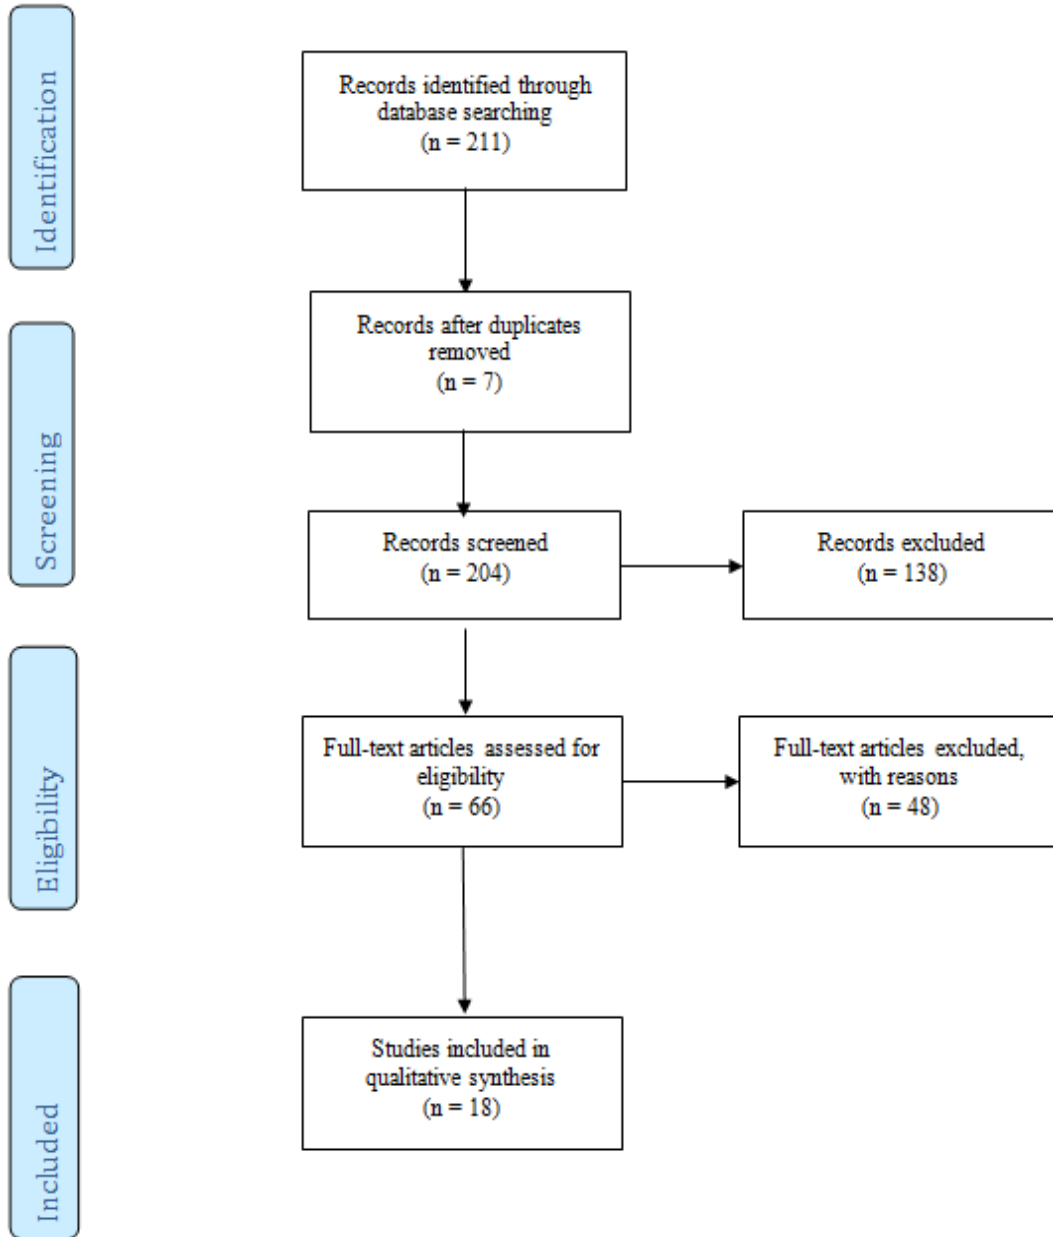 Identification
Records identified through
database searching
(n = 211)
Records after duplicates
removed
(n = 7)
Screening
Records screened
(n = 204)
Records excluded
(n = 138)
Eligibility
Full-text articles assessed for
eligibility
(n = 66)
Full-text articles excluded,
with reasons
(n = 48)
Included
Studies included in
qualitative synthesis
(n = 18)